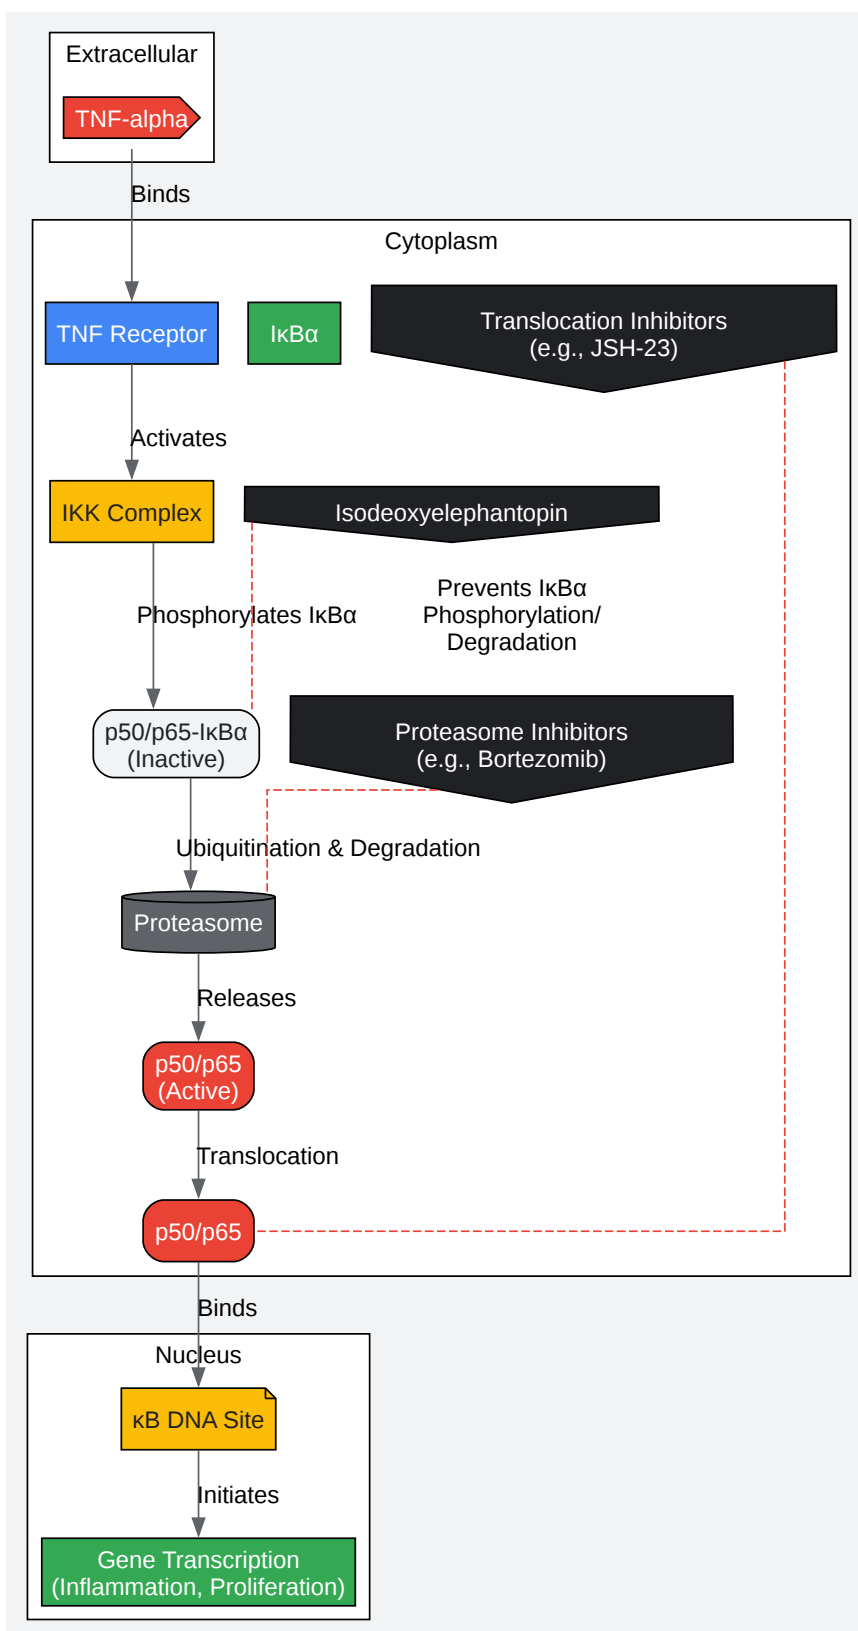 Extracellular
TNF-alpha
Binds
Cytoplasm
TNF Receptor
IκBα
Translocation Inhibitors
(e.g., JSH-23)
Activates
IKK Complex
Isodeoxyelephantopin
Phosphorylates IκBα
Prevents IκBα
Phosphorylation/
Degradation
p50/p65-IκBα
(Inactive)
Proteasome Inhibitors
(e.g., Bortezomib)
Ubiquitination & Degradation
Proteasome
Releases
p50/p65
(Active)
Translocation
p50/p65
Binds
Nucleus
κB DNA Site
Initiates
Gene Transcription
(Inflammation, Proliferation)